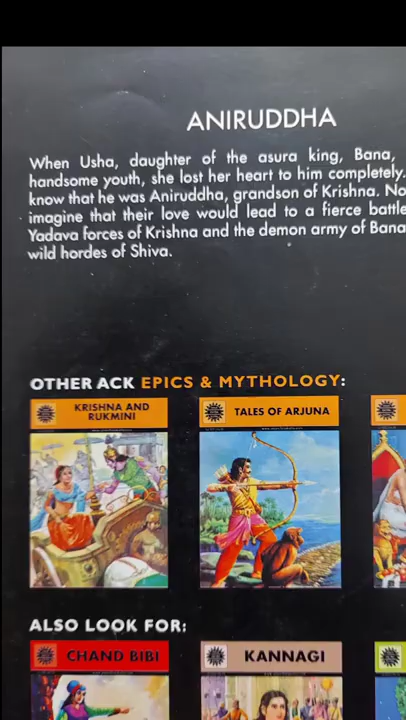 ANIRUDDHA
When Usha, daughter of the asura king, Bana,
handsome youth, she lost her heart to him completely.
know that he was Aniruddha, grandson of Krishna. No
imagine that their love would lead to a fierce battle
Yadava forces of Krishna and the demon army of Bana
wild hordes of Shiva.
OTHER ACK EPICS & MYTHOLOGY:
KRISHNA AND
RUKMINI
TALES OF ARJUNA
ALSO LOOK FOR:
CHAND BIBI
KANNAGI